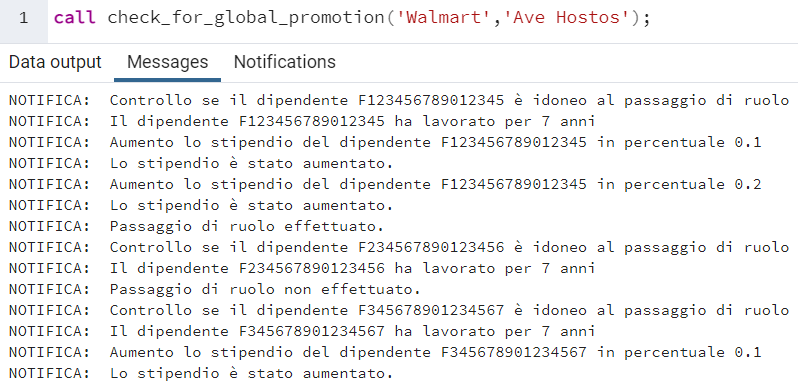 1 call check_for_global_promotion('Walmart','Ave Hostos');
Data output Messages Notifications
NOTIFICA: Controllo se il dipendente F123456789012345 è idoneo al passaggio di ruolo
NOTIFICA: Il dipendente F123456789012345 ha lavorato per 7 anni
NOTIFICA: Aumento lo stipendio del dipendente F123456789012345 in percentuale 0.1
NOTIFICA: Lo stipendio è stato aumentato.
NOTIFICA: Aumento lo stipendio del dipendente F123456789012345 in percentuale 0.2
NOTIFICA: Lo stipendio è stato aumentato.
NOTIFICA: Passaggio di ruolo effettuato.
NOTIFICA: Controllo se il dipendente F234567890123456 è idoneo al passaggio di ruolo
NOTIFICA: Il dipendente F234567890123456 ha lavorato per 7 anni
NOTIFICA: Passaggio di ruolo non effettuato.
NOTIFICA: Controllo se il dipendente F345678901234567 è idoneo al passaggio di ruolo
NOTIFICA: Il dipendente F345678901234567 ha lavorato per 7 anni
NOTIFICA: Aumento lo stipendio del dipendente F345678901234567 in percentuale 0.1
NOTIFICA: Lo stipendio è stato aumentato.